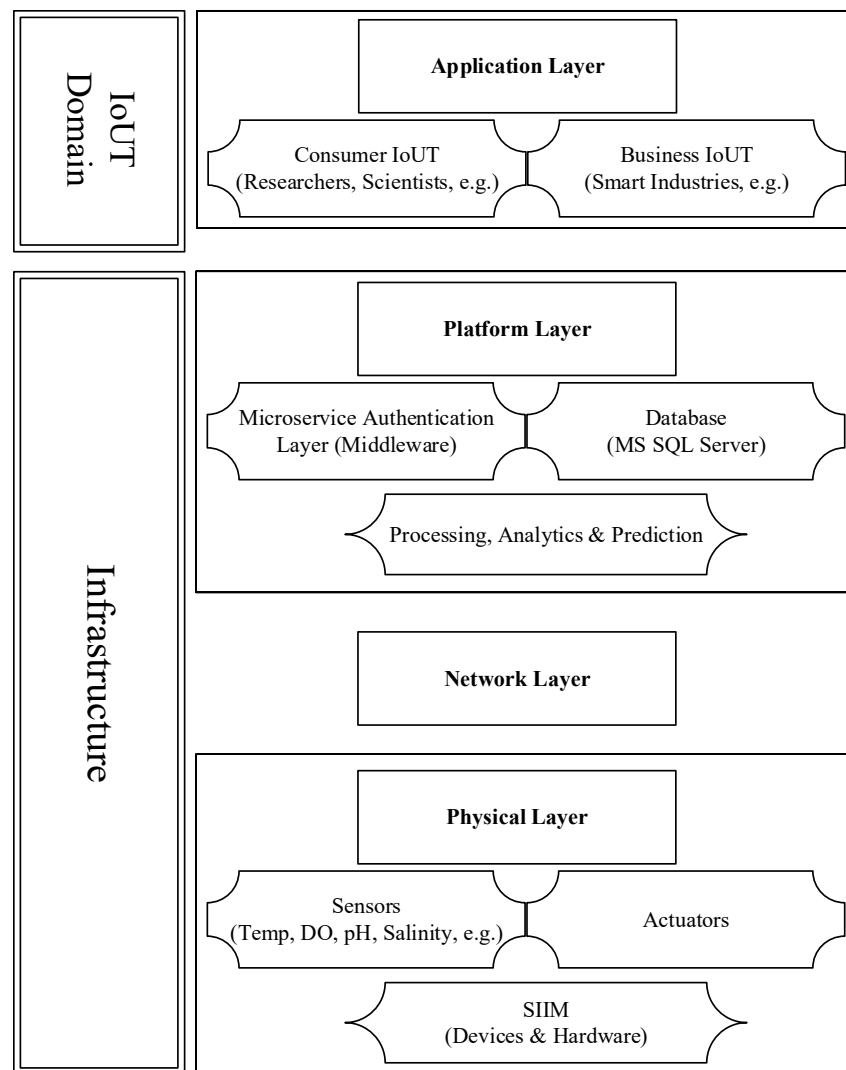 IoUT
Domain
Application Layer
Consumer IoUT
(Researchers, Scientists, e.g.)
Business IoUT
(Smart Industries, e.g.)
Infrastructure
Platform Layer
Microservice Authentication
Layer (Middleware)
Database
(MS SQL Server)
Processing, Analytics & Prediction
Network Layer
Physical Layer
Sensors
(Temp, DO, pH, Salinity, e.g.)
Actuators
SIIM
(Devices & Hardware)